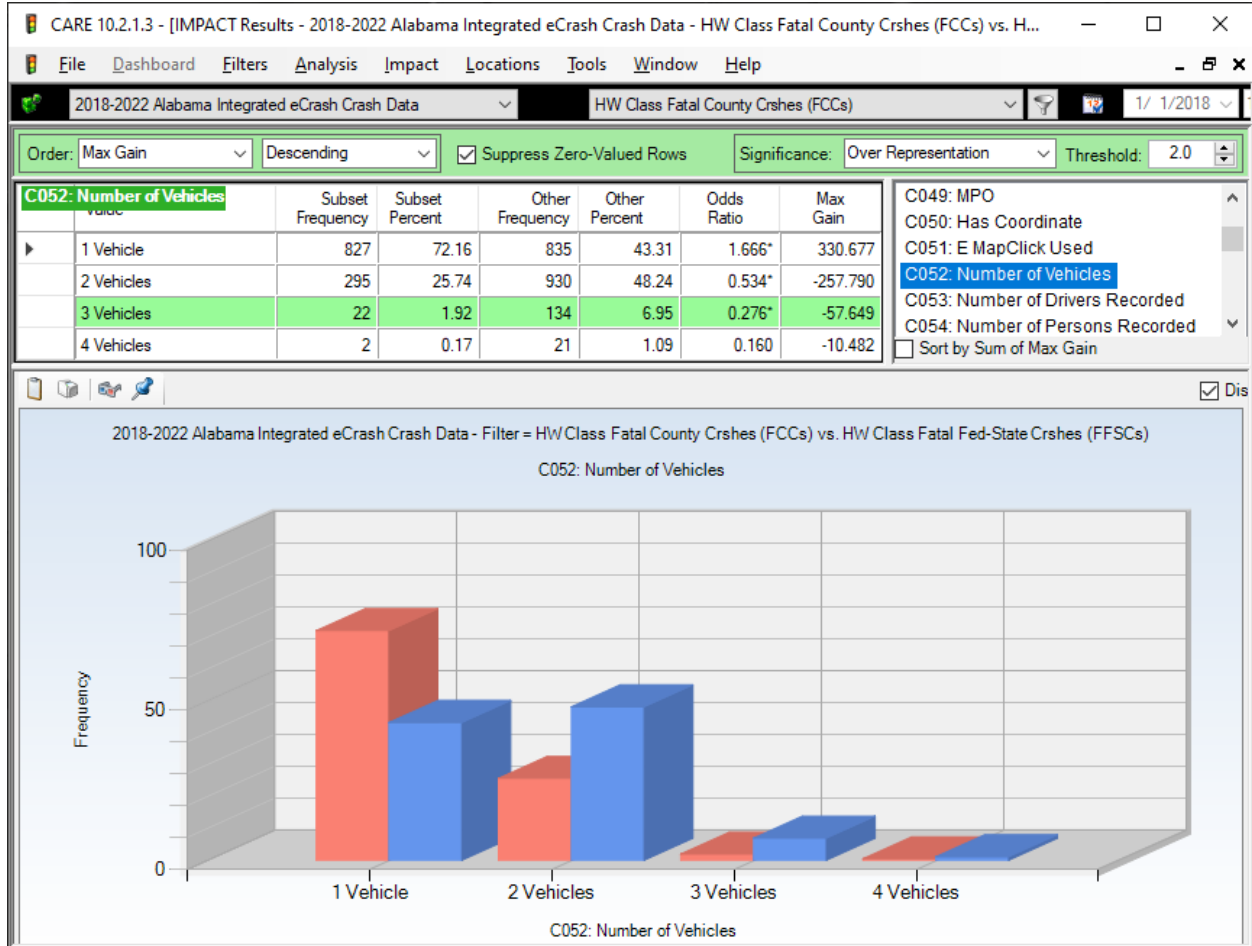 CARE 10.2.1.3 - [IMPACT Results - 2018-2022 Alabama Integrated eCrash Crash Data - HW Class Fatal County Crshes (FCCs) vs. H...
File Dashboard Filters Analysis Impact Locations Tools Window Help
2018-2022 Alabama Integrated eCrash Crash Data HW Class Fatal County Crshes (FCCs) 1/ 1/2018
Order: Max Gain Descending Suppress Zero-Valued Rows Significance: Over Representation Threshold: 2.0
C052: Number of Vehicles Subset Frequency Subset Percent Other Frequency Other Percent Odds Ratio Max Gain
1 Vehicle 827 72.16 835 43.31 1.666* 330.677
2 Vehicles 295 25.74 930 48.24 0.534* -257.790
3 Vehicles 22 1.92 134 6.95 0.276* -57.649
4 Vehicles 2 0.17 21 1.09 0.160 -10.482
C049: MPO
C050: Has Coordinate
C051: E MapClick Used
C052: Number of Vehicles
C053: Number of Drivers Recorded
C054: Number of Persons Recorded
Sort by Sum of Max Gain
Dis
2018-2022 Alabama Integrated eCrash Crash Data - Filter = HW Class Fatal County Crshes (FCCs) vs. HW Class Fatal Fed-State Crshes (FFSCs)
C052: Number of Vehicles
100
50
0
Frequency
1 Vehicle 2 Vehicles 3 Vehicles 4 Vehicles
C052: Number of Vehicles